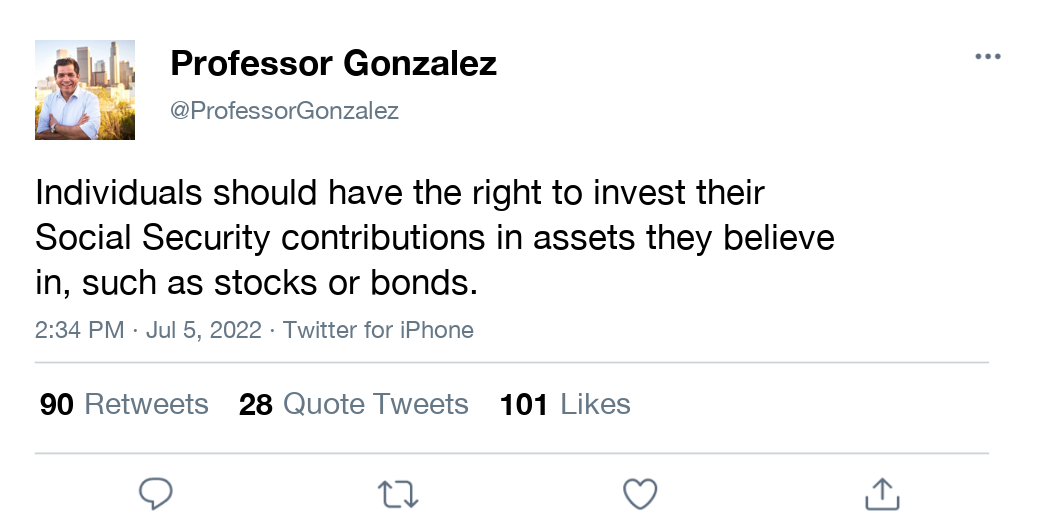 Professor Gonzalez
@ProfessorGonzalez
Individuals should have the right to invest their
Social Security contributions in assets they believe
in, such as stocks or bonds.
2:34 PM · Jul 5, 2022 · Twitter for iPhone
90 Retweets 28 Quote Tweets 101 Likes